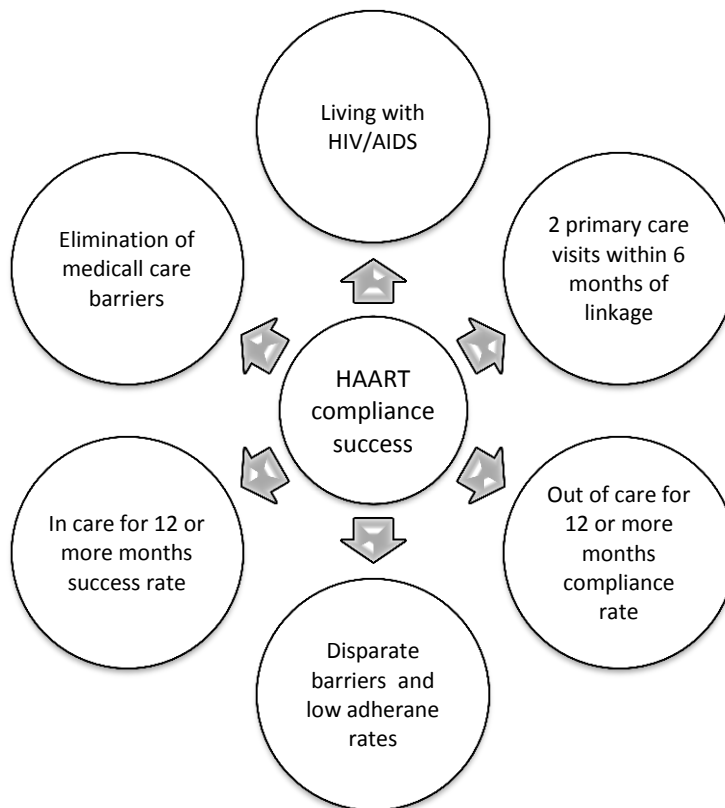 Living with
HIV/AIDS
2 primary care
visits within 6
months of
linkage
Out of care for
12 or more
months
compliance
rate
Disparate
barriers  and
low adherane
rates
In care for 12 or
more months
success rate
Elimination of
medicall care
barriers
HAART
compliance
success